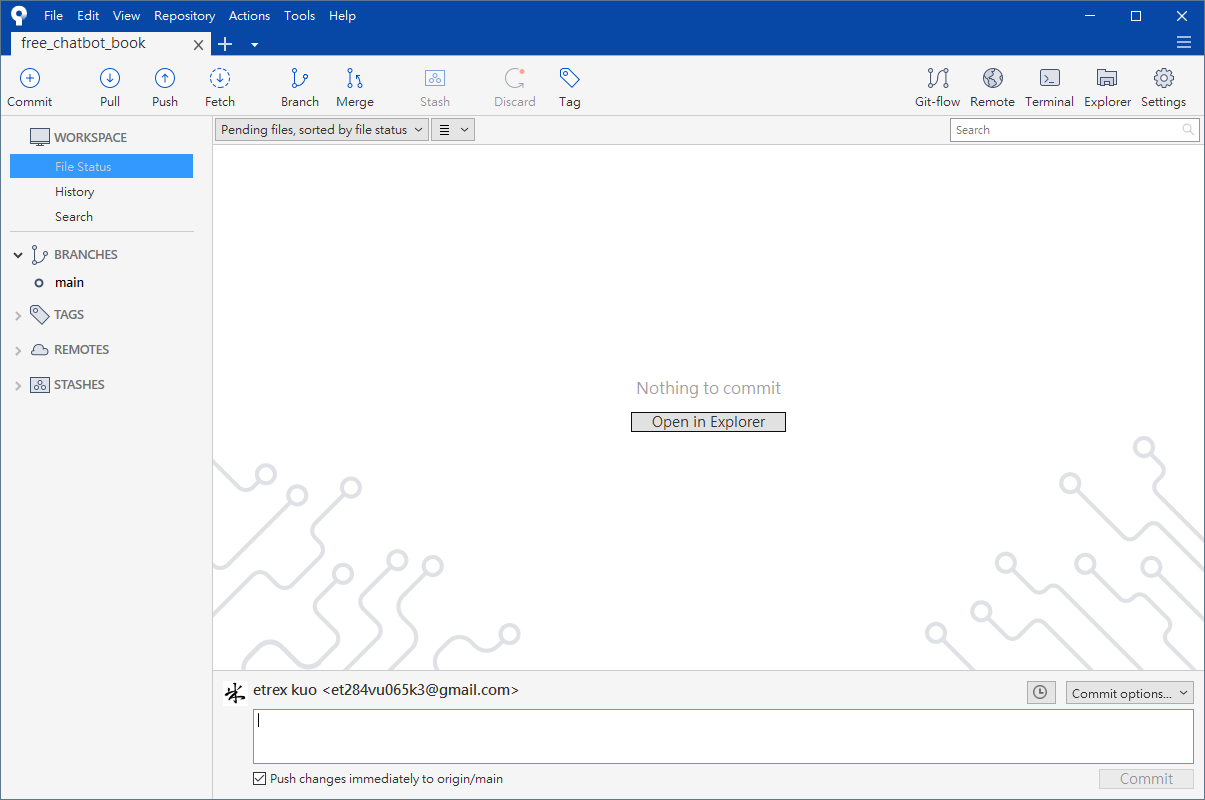 File Edit View Repository Actions Tools Help
free_chatbot_book
Commit Pull Push Fetch Branch Merge Stash Discard Tag Git-flow Remote Terminal Explorer Settings
WORKSPACE
File Status
History
Search
BRANCHES
main
TAGS
REMOTES
STASHES
Pending files, sorted by file status
Search
Nothing to commit
Open in Explorer
etrex kuo <et284vu065k3@gmail.com>
Commit options...
Push changes immediately to origin/main
Commit